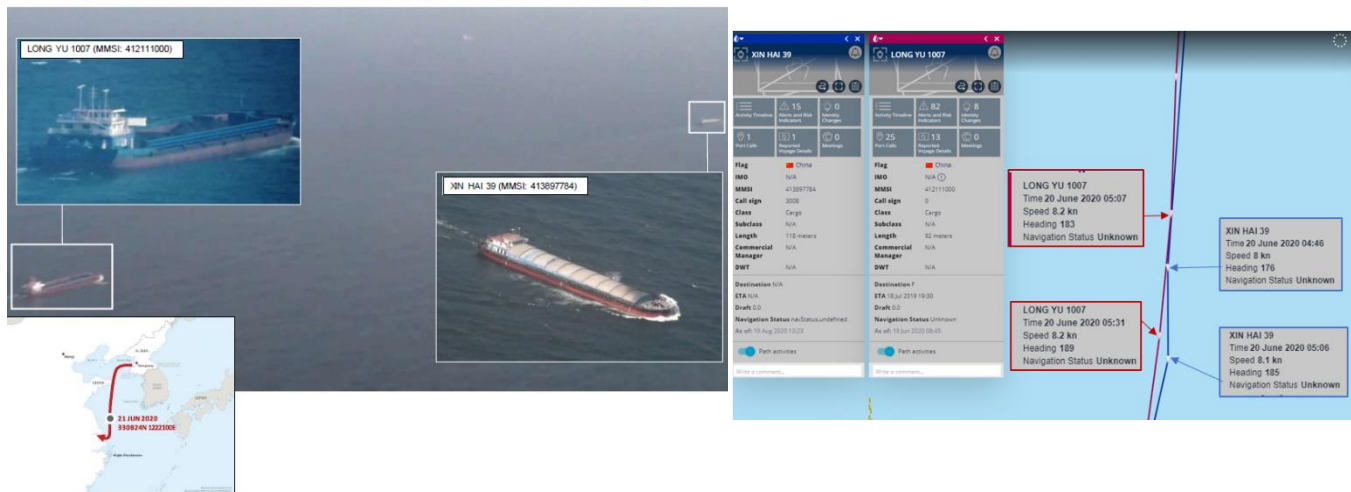 LONG YU 1007 (MMSI: 412111000)
XIN HAI 39 (MMSI: 413897784)
21 JUN 2020
330824N 1222100E
XIN HAI 39
Activity Timeline
15
Alerts and Risk Indicators
0
Identity Changes
1
Port Calls
1
Reported Voyage Details
0
Meetings
Flag China
IMO N/A
MMSI 413897784
Call sign 3008
Class Cargo
Subclass N/A
Length 118 meters
Commercial Manager N/A
DWT N/A
Destination N/A
ETA N/A
Draft 0.0
Navigation Status navStatus.undefined
As of: 19 Aug 2020 13:23
Path activities
Write a comment...
LONG YU 1007
Activity Timeline
82
Alerts and Risk Indicators
8
Identity Changes
25
Port Calls
13
Reported Voyage Details
0
Meetings
Flag China
IMO N/A
MMSI 412111000
Call sign 0
Class Cargo
Subclass N/A
Length 92 meters
Commercial Manager N/A
DWT N/A
Destination F
ETA 18 Jul 2019 19:30
Draft 0.0
Navigation Status Unknown
As of: 19 Jun 2020 08:45
Path activities
Write a comment...
LONG YU 1007
Time 20 June 2020 05:07
Speed 8.2 kn
Heading 183
Navigation Status Unknown
XIN HAI 39
Time 20 June 2020 04:46
Speed 8 kn
Heading 176
Navigation Status Unknown
LONG YU 1007
Time 20 June 2020 05:31
Speed 8.2 kn
Heading 189
Navigation Status Unknown
XIN HAI 39
Time 20 June 2020 05:06
Speed 8.1 kn
Heading 185
Navigation Status Unknown